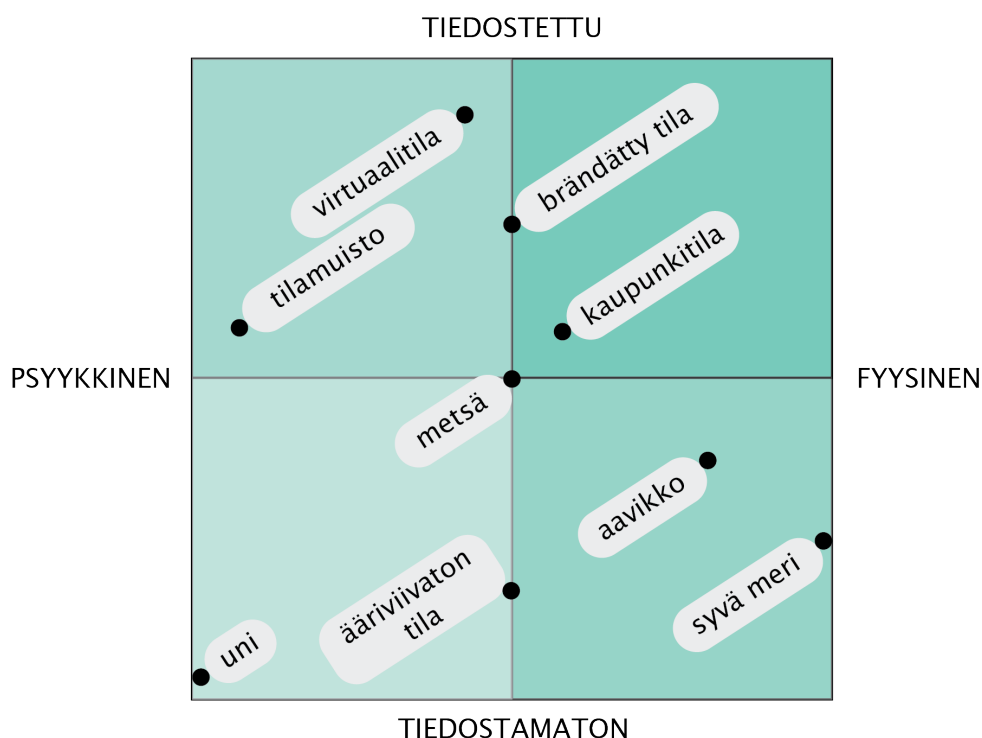 TIEDOSTETTU
virtuaalitila
brändätty tila
tilamuisto
kaupunkitila
PSYYKKINEN
FYYSINEN
metsä
aavikko
ääriviivaton
tila
syvä meri
uni
TIEDOSTAMATON